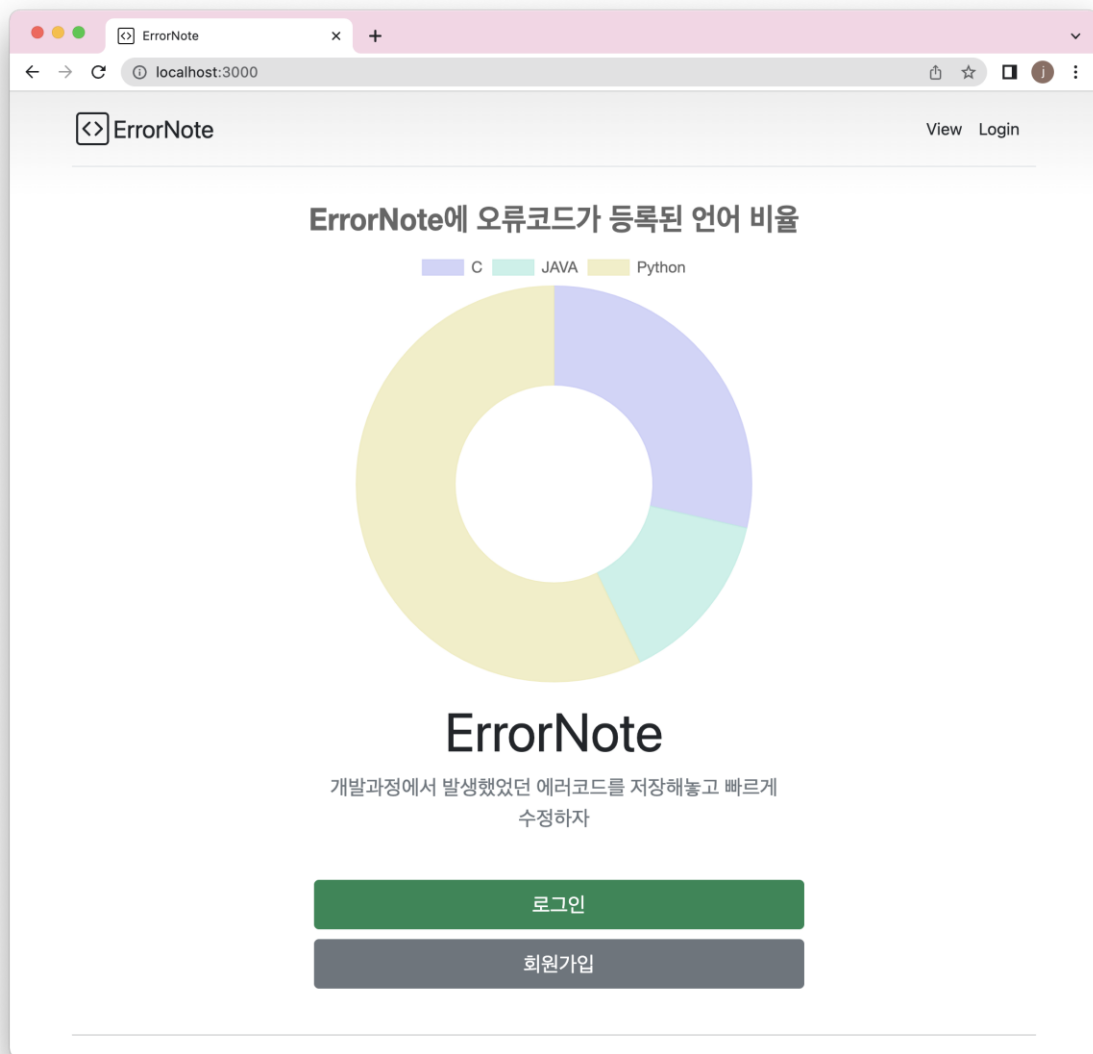 ErrorNote
localhost:3000
j
ErrorNote
View Login
ErrorNote에 오류코드가 등록된 언어 비율
C JAVA Python
ErrorNote
개발과정에서 발생했었던 에러코드를 저장해놓고 빠르게
수정하자
로그인
회원가입